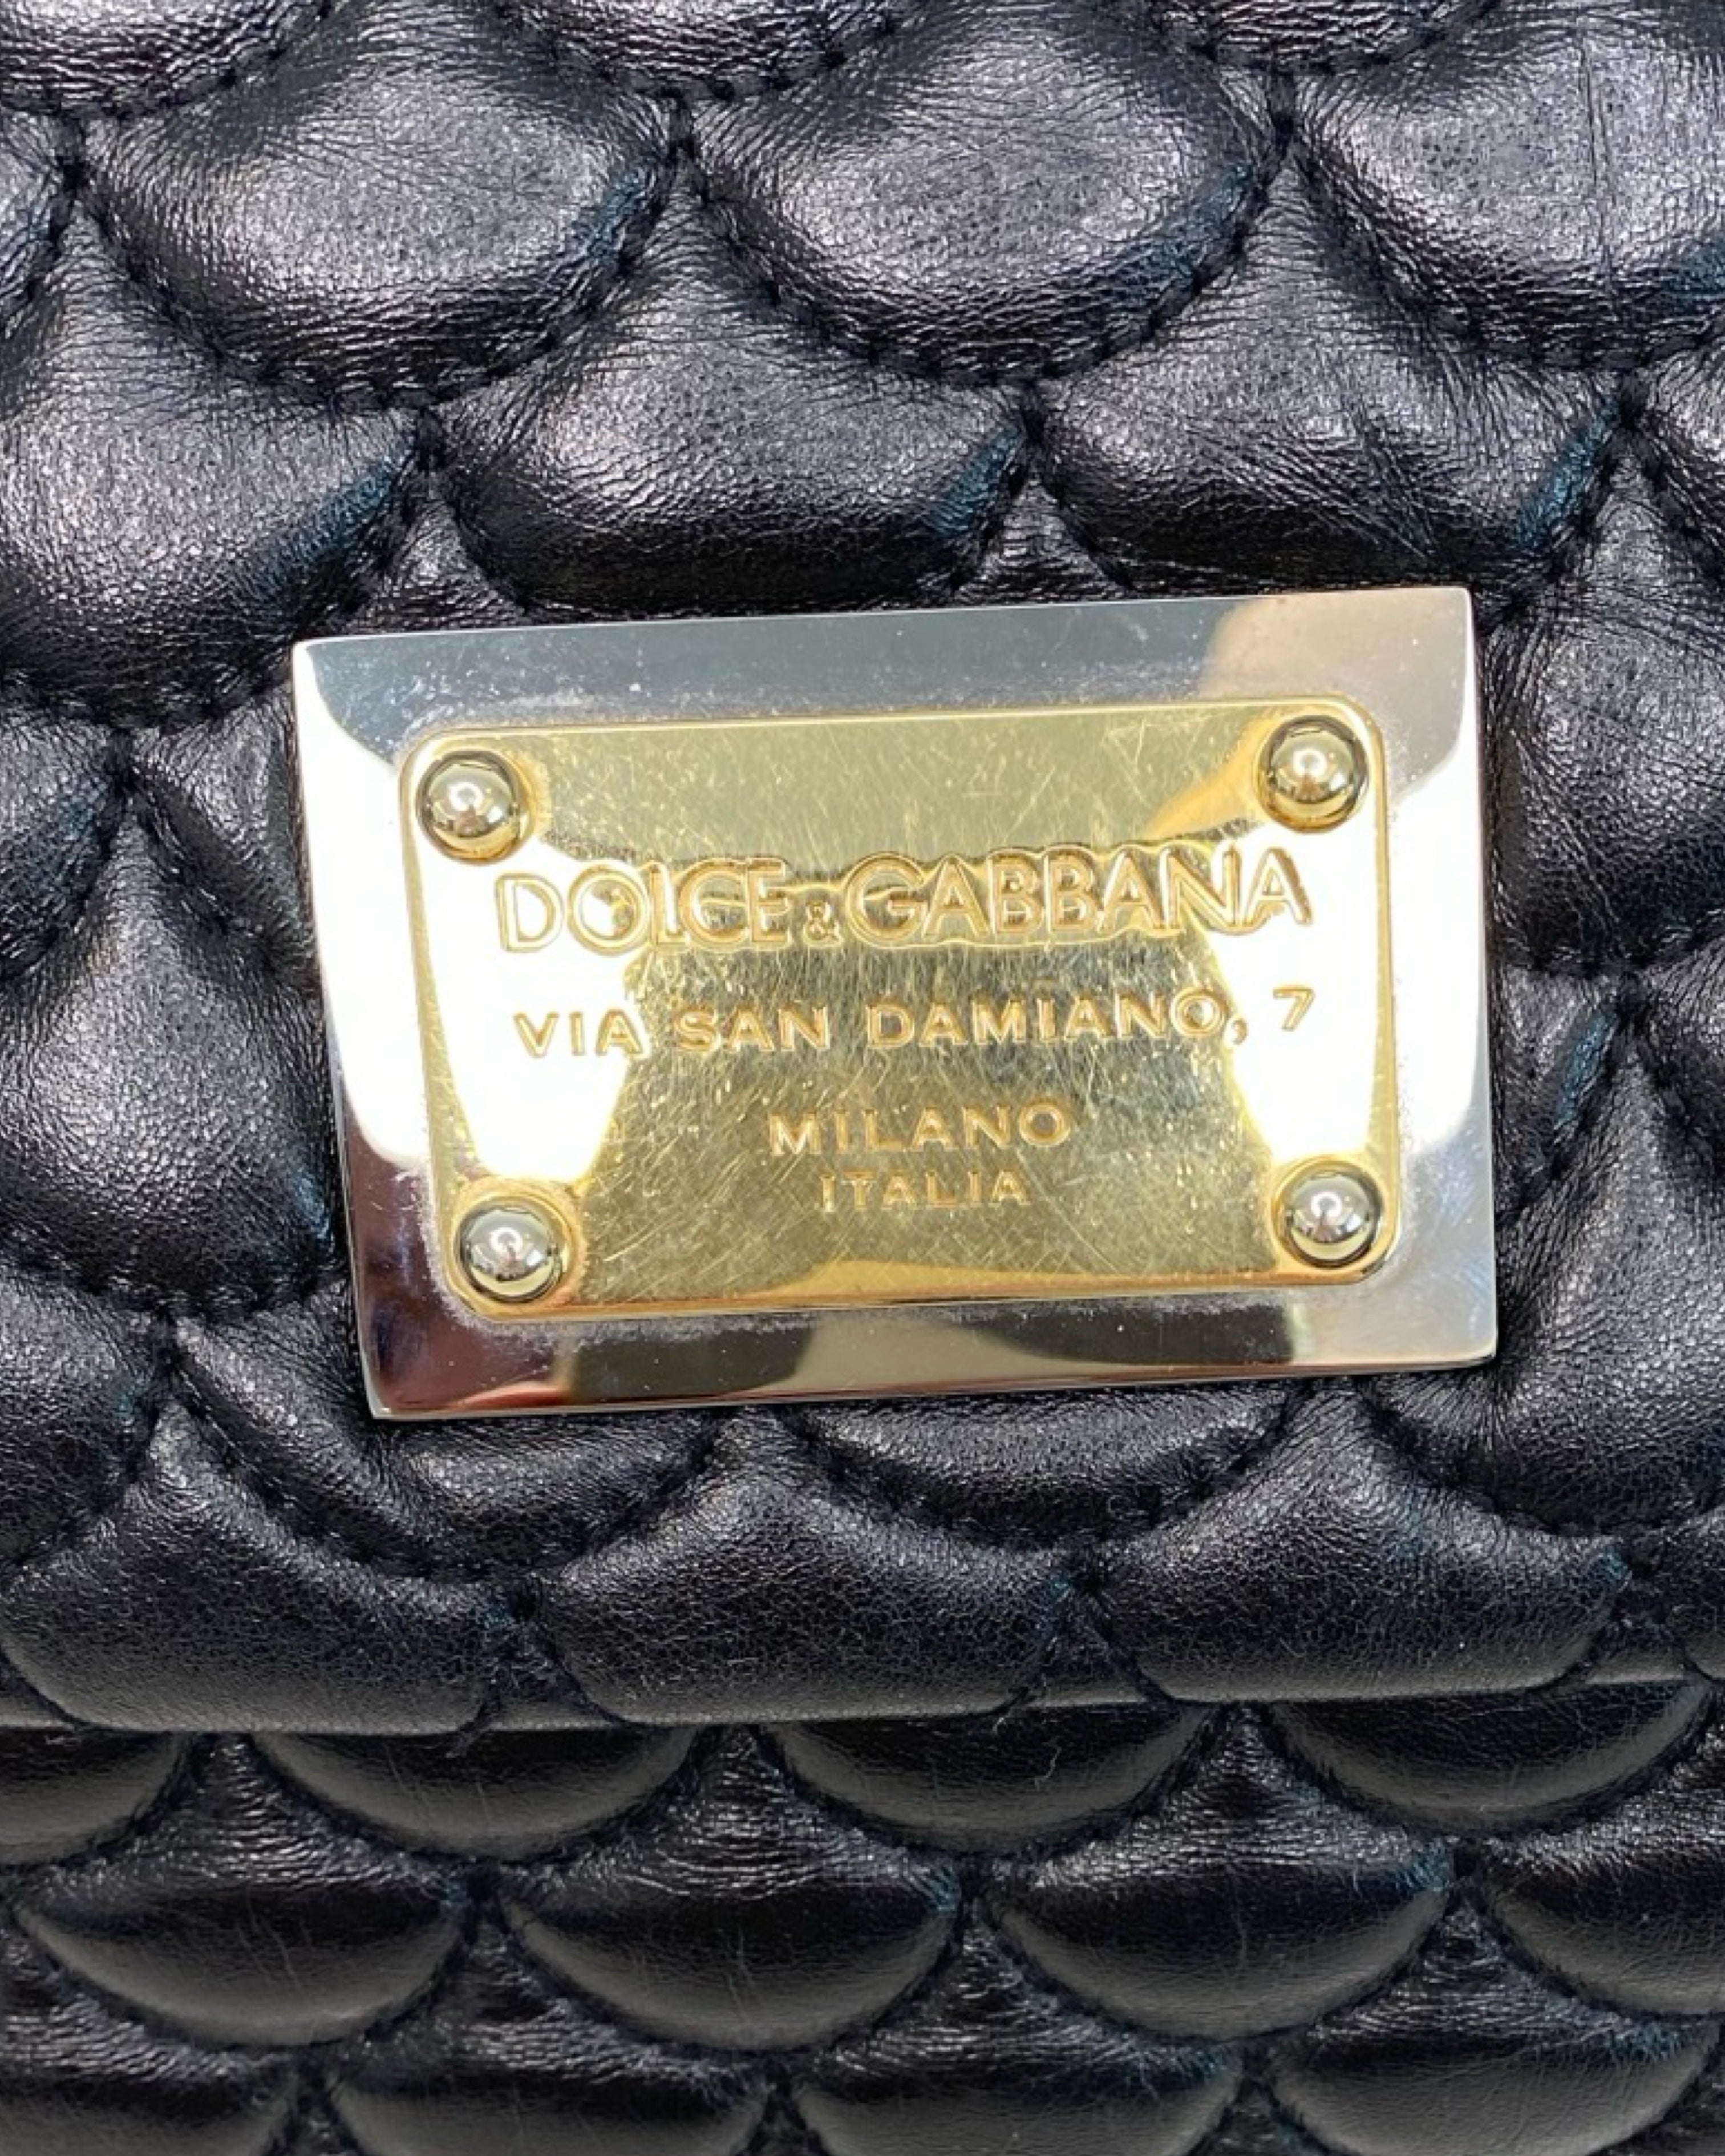 DOLCE & GABBANA
VIA SAN DAMIANO, 7
MILANO
ITALIA